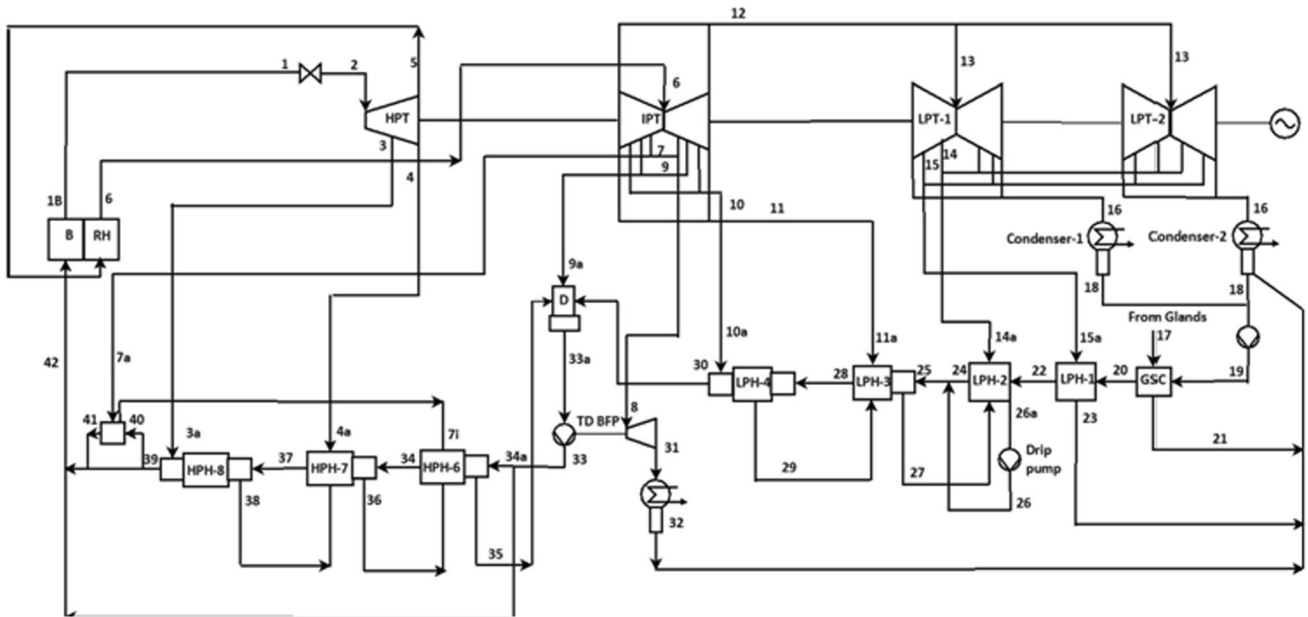 12
1
2
5
6
13
13
HPT
IPT
LPT-1
LPT-2
3
4
7
9
15
14
1B
6
B
RH
10
11
16
16
Condenser-1
Condenser-2
9a
D
18
18
From Glands
42
7a
33a
10a
11a
14a
15a
17
30
28
25
24
22
20
19
LPH-4
LPH-3
LPH-2
LPH-1
GSC
41
40
3a
4a
7i
TD BFP
8
26a
23
39
HPH-8
37
HPH-7
34
HPH-6
34a
33
31
21
38
36
29
27
Drip
pump
26
35
32